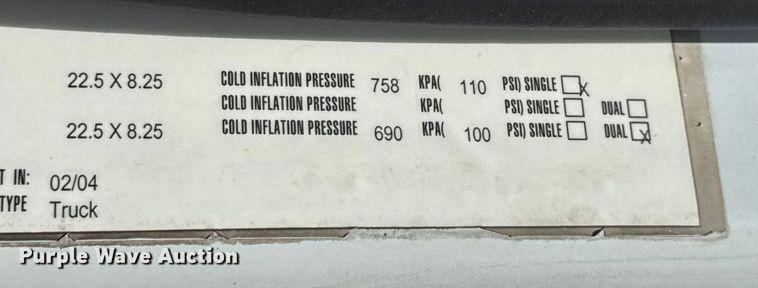 22.5 X 8.25 COLD INFLATION PRESSURE 758 KPA( 110 PSI) SINGLE X
COLD INFLATION PRESSURE KPA( PSI) SINGLE DUAL
22.5 X 8.25 COLD INFLATION PRESSURE 690 KPA( 100 PSI) SINGLE DUAL X
T IN: 02/04
TYPE Truck
Purple Wave Auction